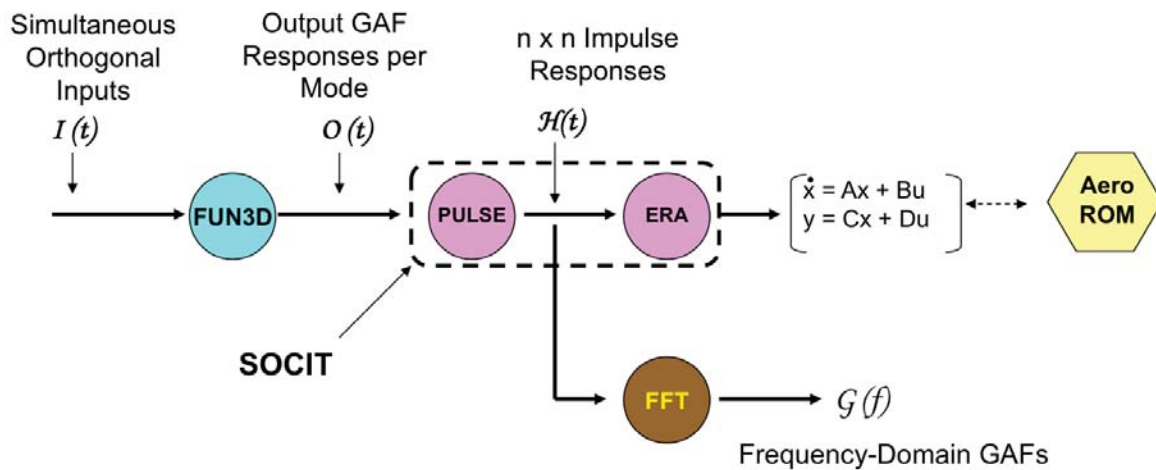 Simultaneous
Orthogonal
Inputs
I (t)
Output GAF
Responses per
Mode
O (t)
n x n Impulse
Responses
ℋ(t)
FUN3D
PULSE
ERA
ẋ = Ax + Bu
y = Cx + Du
Aero
ROM
SOCIT
FFT
𝒢 (f)
Frequency-Domain GAFs